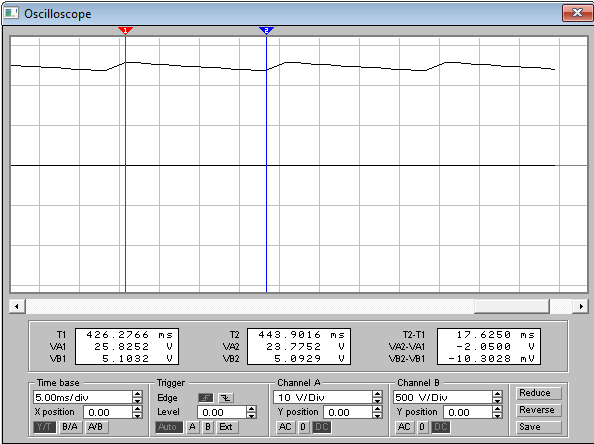 Oscilloscope
1 2
T1 426.2766 ms T2 443.9016 ms T2-T1 17.6250 ms
VA1 25.8252 V VA2 23.7752 V VA2-VA1 -2.0500 V
VB1 5.1032 V VB2 5.0929 V VB2-VB1 -10.3028 mV
Time base Trigger Channel A Channel B
5.00ms/div Edge 10 V/Div 500 V/Div Reduce
X position 0.00 Level 0.00 Y position 0.00 Y position 0.00 Reverse
Y/T B/A A/B Auto A B Ext AC 0 DC AC 0 DC Save